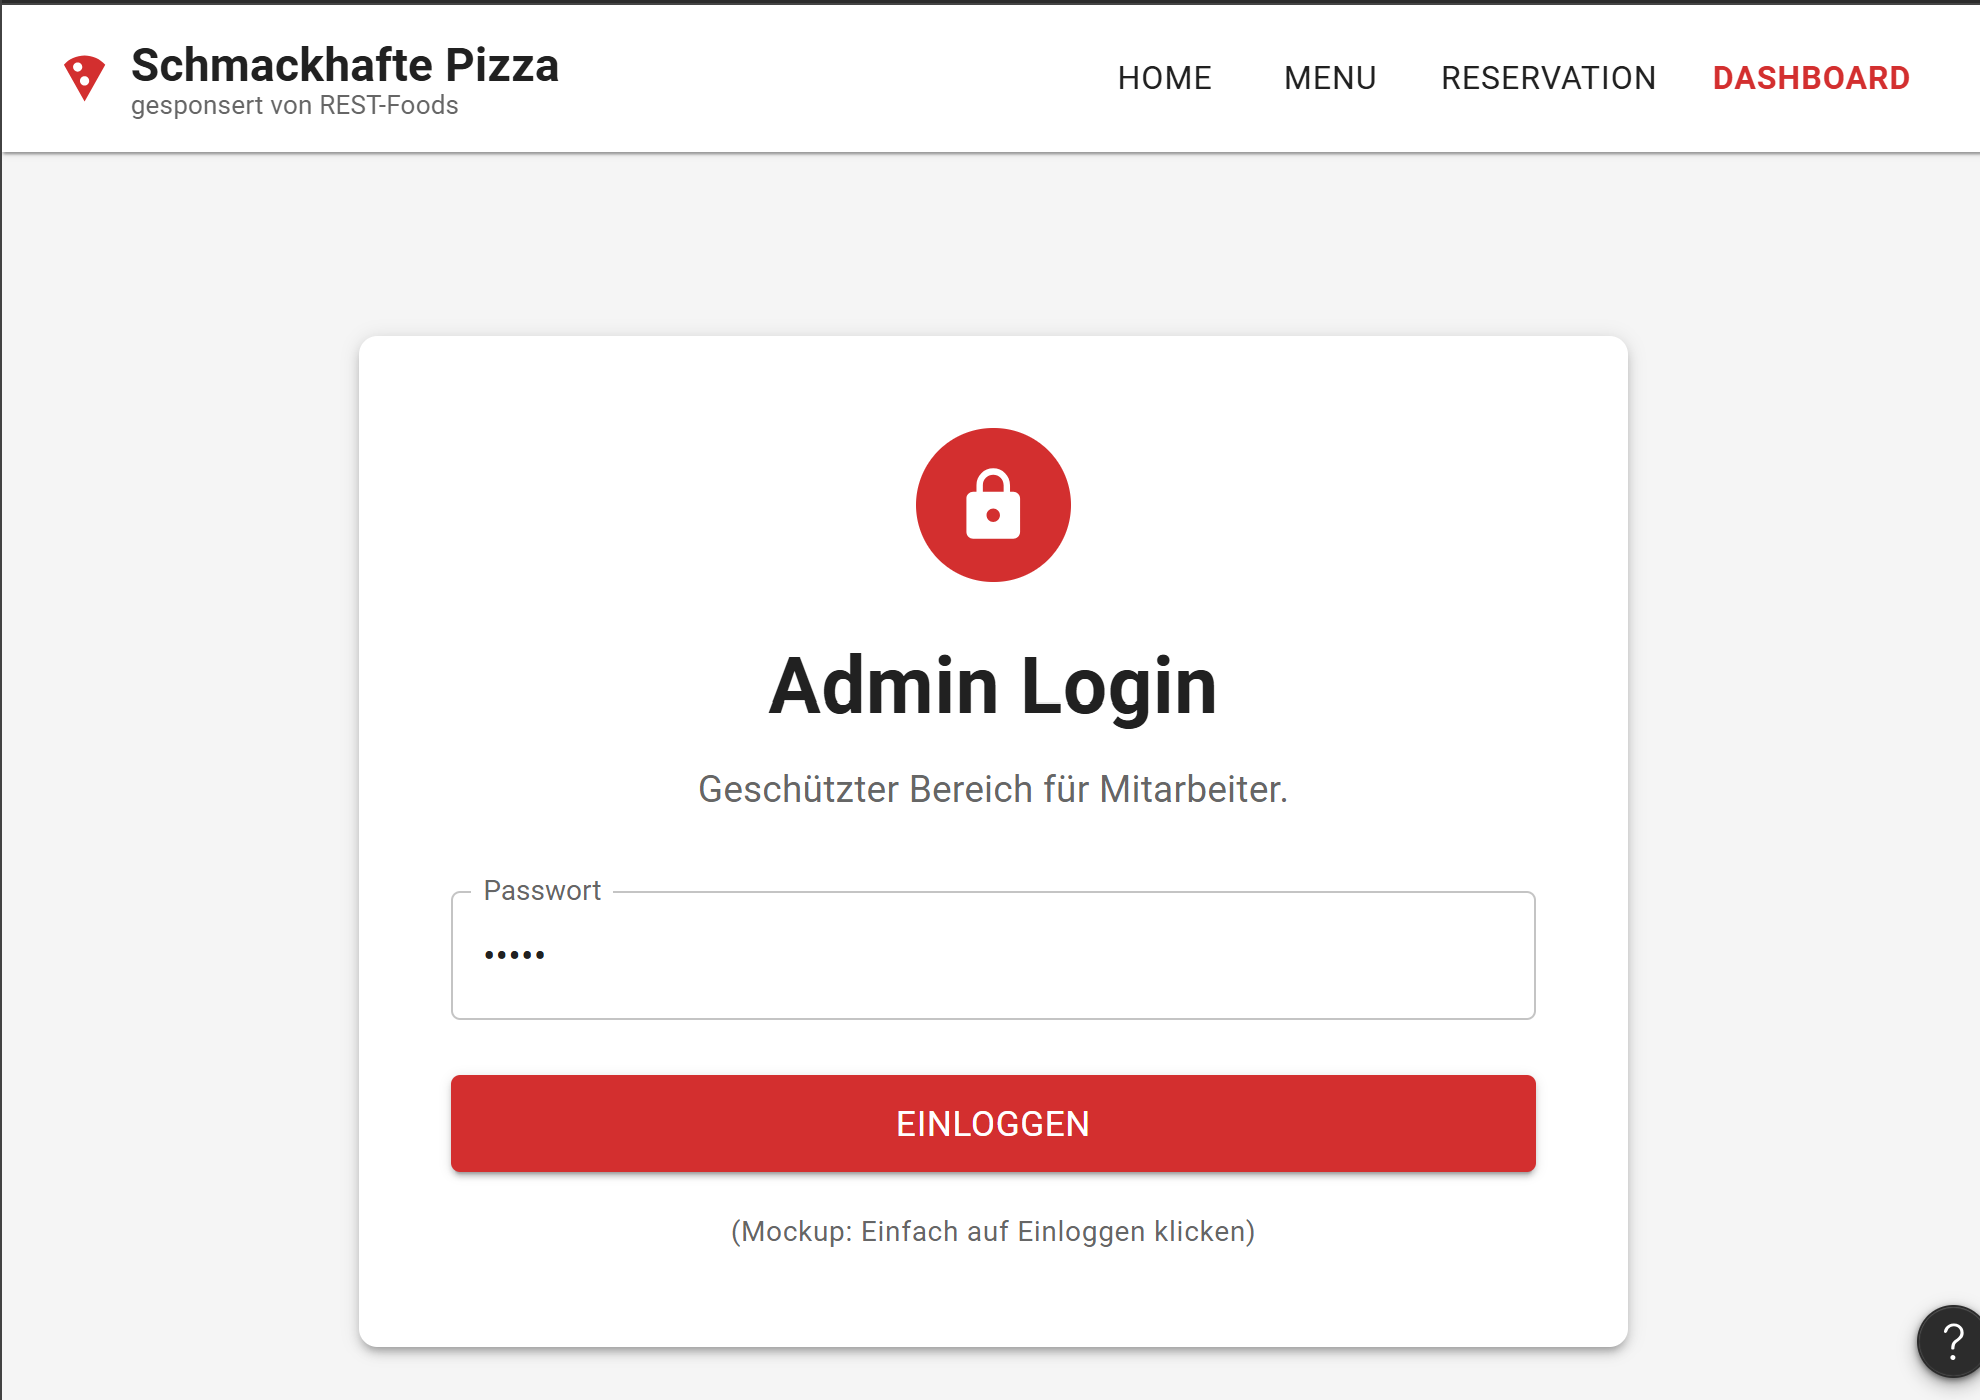 Schmackhafte Pizza
gesponsert von REST-Foods
HOME MENU RESERVATION DASHBOARD
Admin Login
Geschützter Bereich für Mitarbeiter.
Passwort
•••••
EINLOGGEN
(Mockup: Einfach auf Einloggen klicken)
?